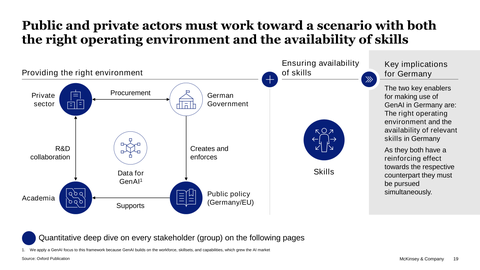 Public and private actors must work toward a scenario with both
the right operating environment and the availability of skills
Providing the right environment
Private
sector
Procurement
German
Government
R&D
collaboration
Data for
GenAI¹
Creates and
enforces
Academia
Supports
Public policy
(Germany/EU)
Ensuring availability
of skills
Skills
Key implications
for Germany
The two key enablers
for making use of
GenAI in Germany are:
The right operating
environment and the
availability of relevant
skills in Germany
As they both have a
reinforcing effect
towards the respective
counterpart they must
be pursued
simultaneously.
Quantitative deep dive on every stakeholder (group) on the following pages
1. We apply a GenAI focus to this framework because GenAI builds on the workforce, skillsets, and capabilities, which grew the AI market
Source: Oxford Publication
McKinsey & Company 19